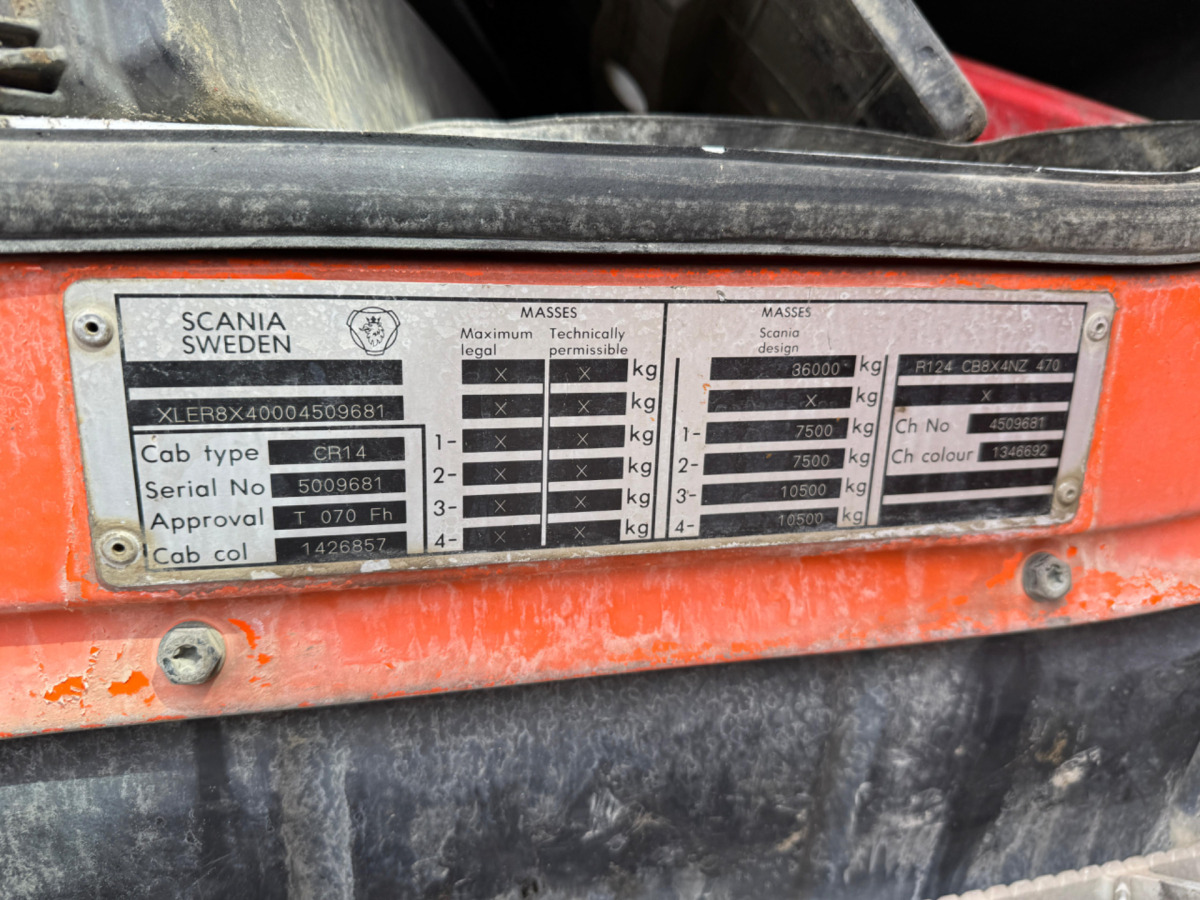 SCANIA
SWEDEN
XLER8X40004509681
Cab type CR14
Serial No 5009681
Approval T 070 Fh
Cab col 1426857
MASSES
Maximum legal Technically permissible
X X kg
X X kg
1- X X kg
2- X X kg
3- X X kg
4- X X kg
MASSES
Scania
design
36000 kg
X kg
1- 7500 kg
2- 7500 kg
3- 10500 kg
4- 10500 kg
R124 CB8X4NZ 470
X
Ch No 4509681
Ch colour 1346692